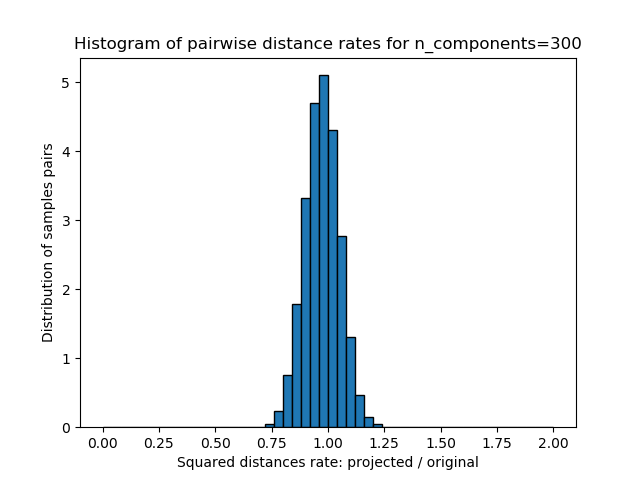 Histogram of pairwise distance rates for n_components=300
Distribution of samples pairs
5
4
3
2
1
0
0.00 0.25 0.50 0.75 1.00 1.25 1.50 1.75 2.00
Squared distances rate: projected / original